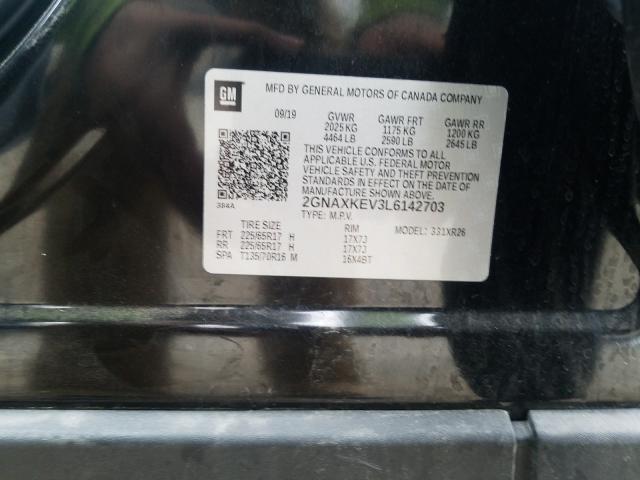 GM
MFD BY GENERAL MOTORS OF CANADA COMPANY
09/19 GVWR GAWR FRT GAWR RR
2025 KG 1175 KG 1200 KG
4464 LB 2590 LB 2645 LB
THIS VEHICLE CONFORMS TO ALL
APPLICABLE U.S. FEDERAL MOTOR
VEHICLE SAFETY AND THEFT PREVENTION
STANDARDS IN EFFECT ON THE DATE OF
MANUFACTURE SHOWN ABOVE.
384A 2GNAXKEV3L6142703
TYPE: M.P.V.
TIRE SIZE RIM MODEL: 331XR26
FRT 225/65R17 H 17X7J
RR 225/65R17 H 17X7J
SPA T135/70R16 M 16X4BT